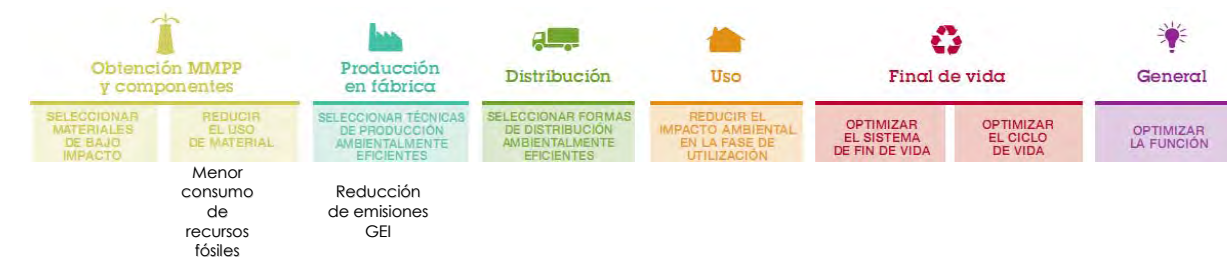 Obtención MMPP
y componentes
Producción
en fábrica
Distribución
Uso
Final de vida
General
SELECCIONAR
MATERIALES
DE BAJO
IMPACTO
REDUCIR
EL USO
DE MATERIAL
SELECCIONAR TÉCNICAS
DE PRODUCCIÓN
AMBIENTALMENTE
EFICIENTES
SELECCIONAR FORMAS
DE DISTRIBUCIÓN
AMBIENTALMENTE
EFICIENTES
REDUCIR EL
IMPACTO AMBIENTAL
EN LA FASE DE
UTILIZACIÓN
OPTIMIZAR
EL SISTEMA
DE FIN DE VIDA
OPTIMIZAR
EL CICLO
DE VIDA
OPTIMIZAR
LA FUNCIÓN
Menor
consumo
de
recursos
fósiles
Reducción
de emisiones
GEI